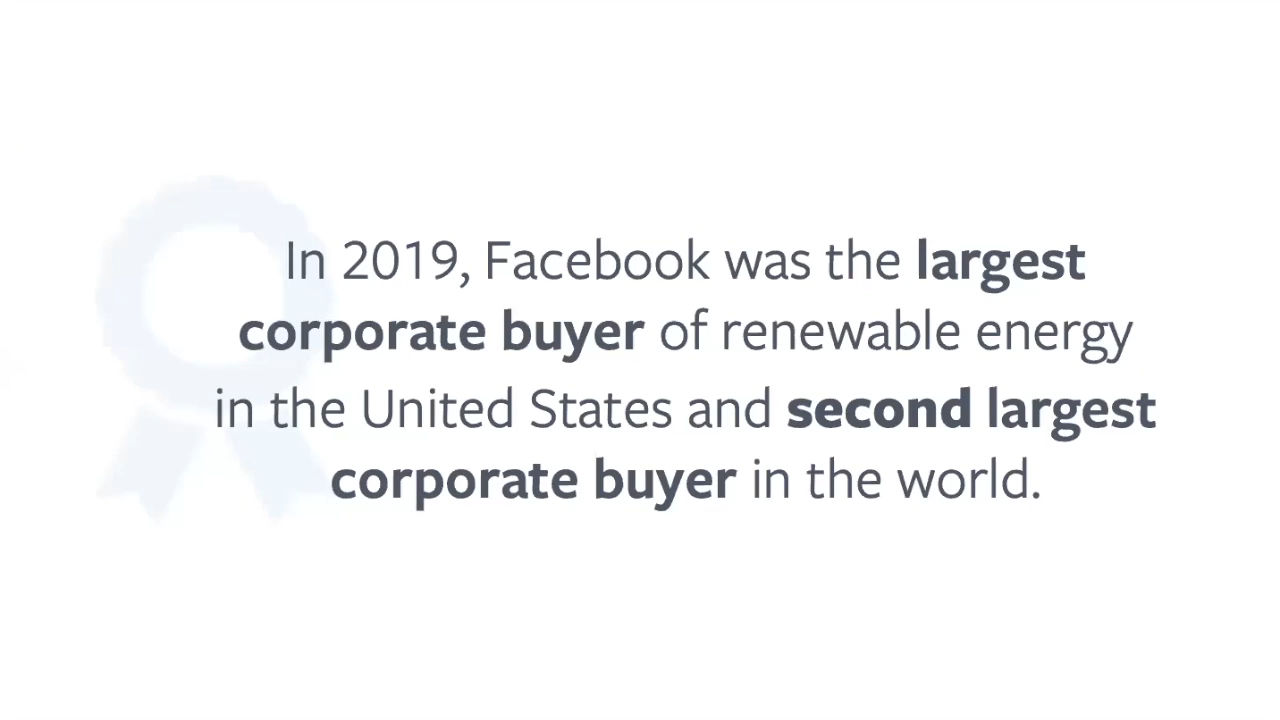 In 2019, Facebook was the largest
corporate buyer of renewable energy
in the United States and second largest
corporate buyer in the world.